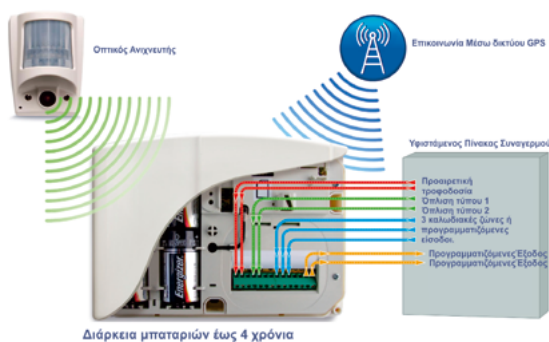 Οπτικός Ανιχνευτής
Επικοινωνία Μέσω δικτύου GPS
Υφιστάμενος Πίνακας Συναγερμού
Προαιρετική
τροφοδοσία
Όπλιση τύπου 1
Όπλιση τύπου 2
3 καλωδιακές ζώνες ή
προγραμματιζόμενες
είσοδοι.
Προγραμματιζόμενες Έξοδος
Προγραμματιζόμενες Έξοδος
Energizer
Διάρκεια μπαταριών έως 4 χρόνια